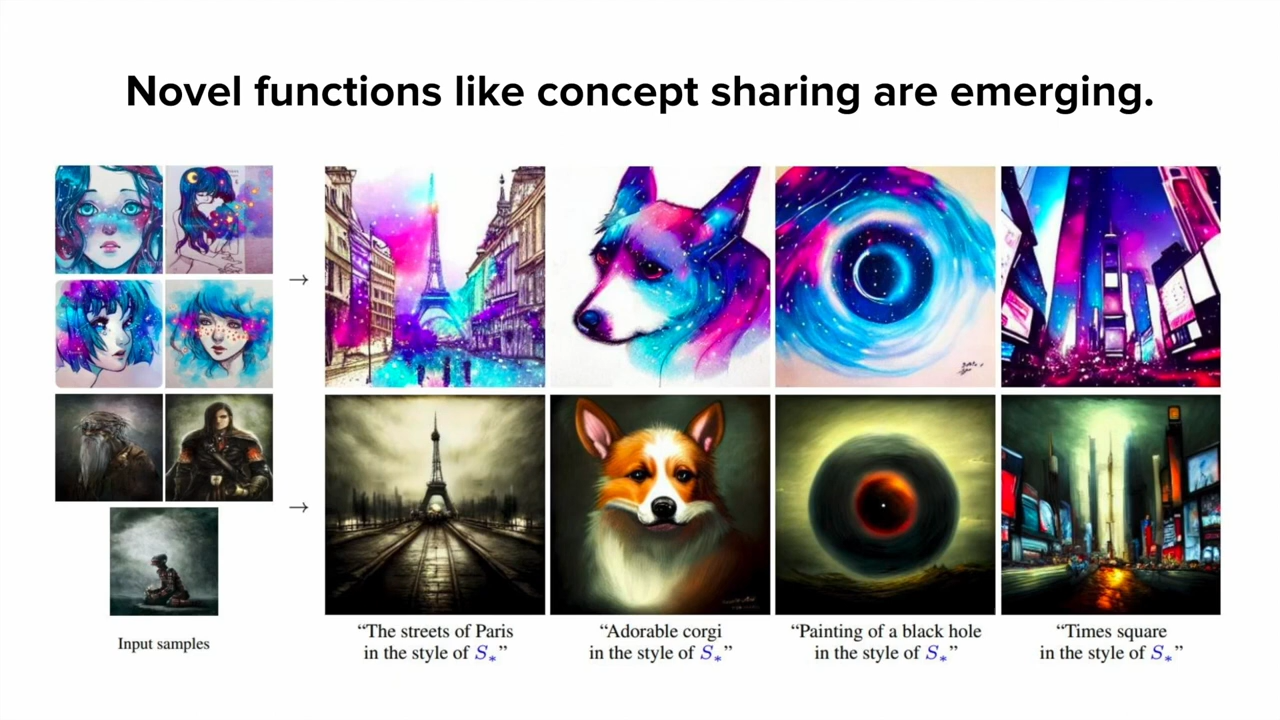 Novel functions like concept sharing are emerging.
→
→
Input samples
“The streets of Paris
in the style of S*”
“Adorable corgi
in the style of S*”
“Painting of a black hole
in the style of S*”
“Times square
in the style of S*”